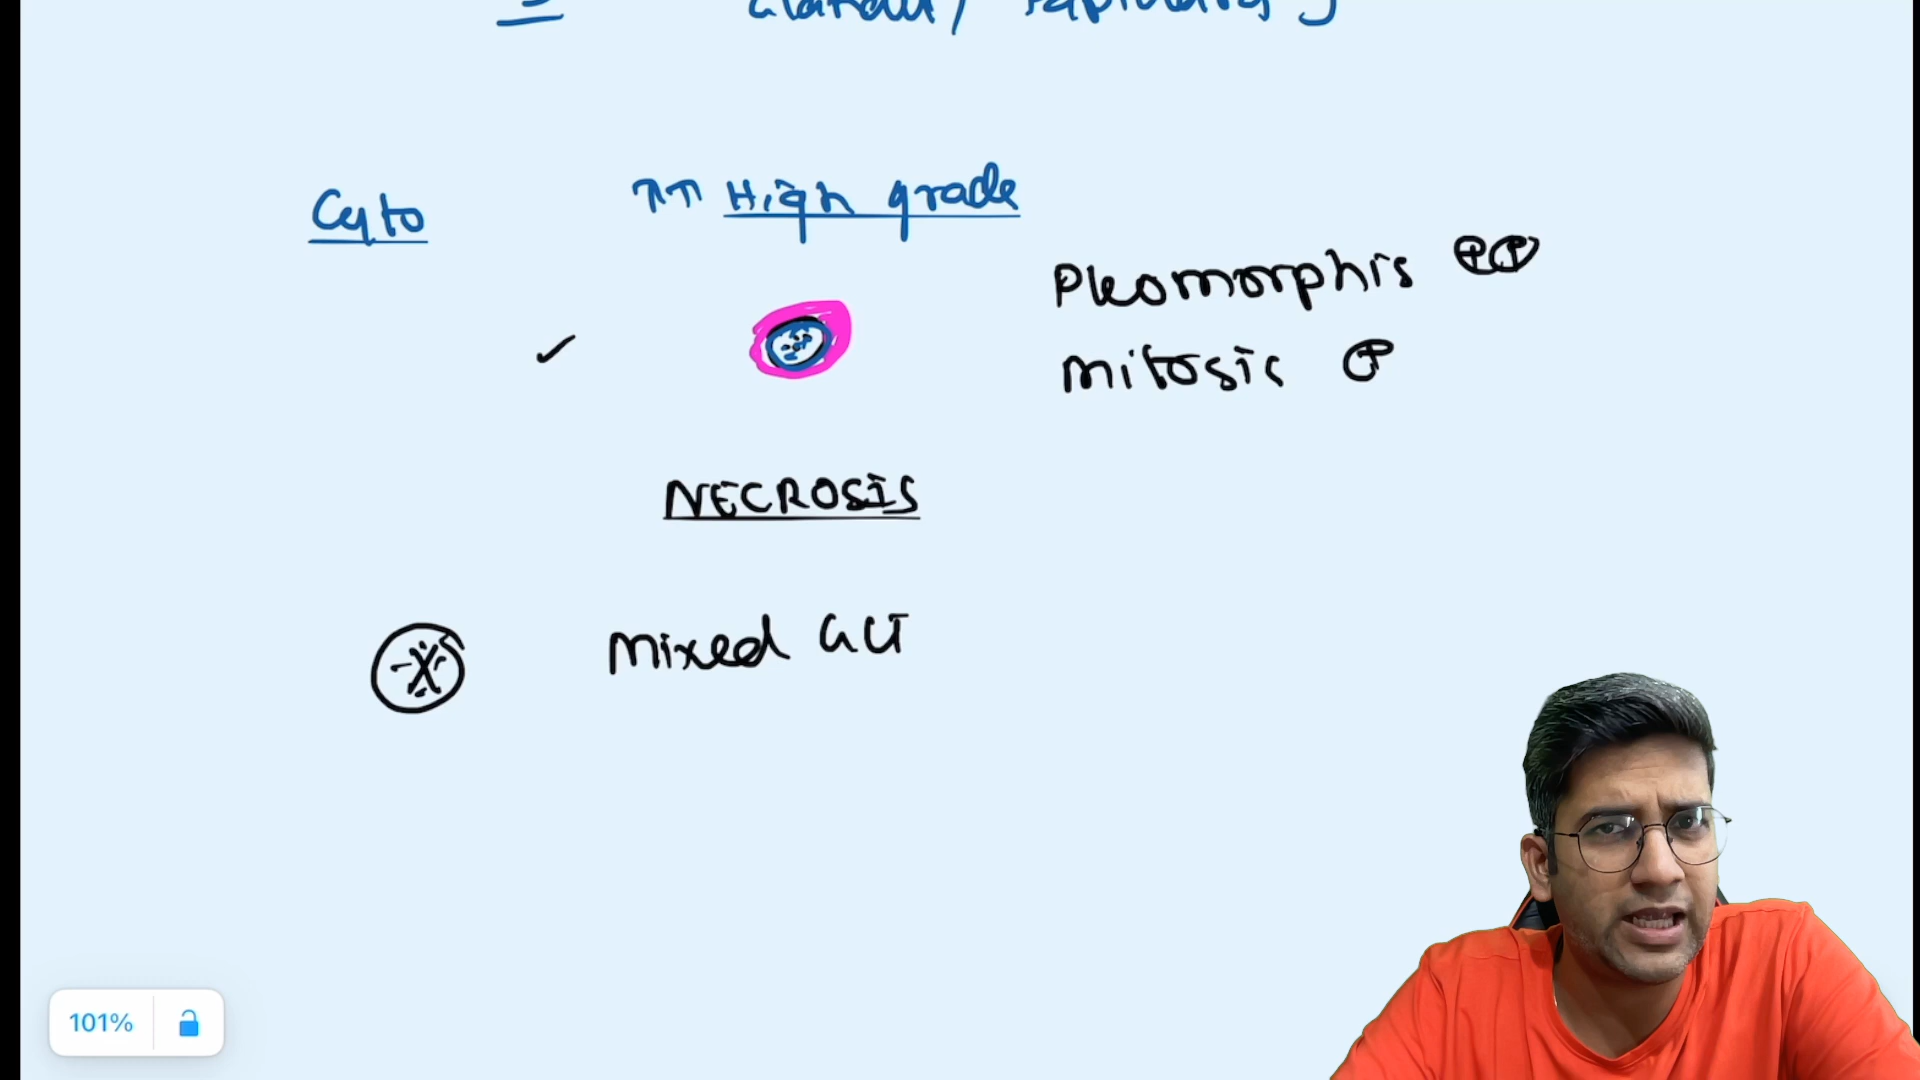 Cyto
↑↑ High grade
Pleomorphis ⊕⊕
mitosis ⊕
NECROSIS
mixed GCT
101%